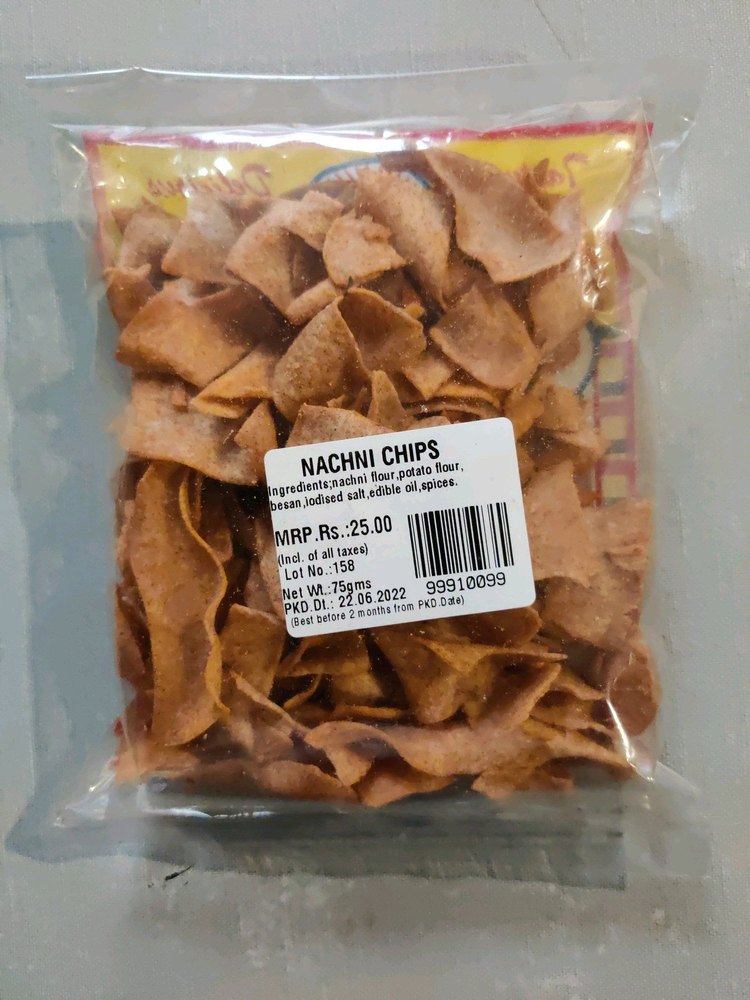 Delicious
NACHNI CHIPS
Ingredients;nachni flour,potato flour,
besan,iodised salt,edible oil,spices.
MRP.Rs.:25.00
(Incl. of all taxes)
Lot No.:158
Net Wt.:75gms
PKD.Dt.: 22.06.2022
(Best before 2 months from PKD.Date)
99910099